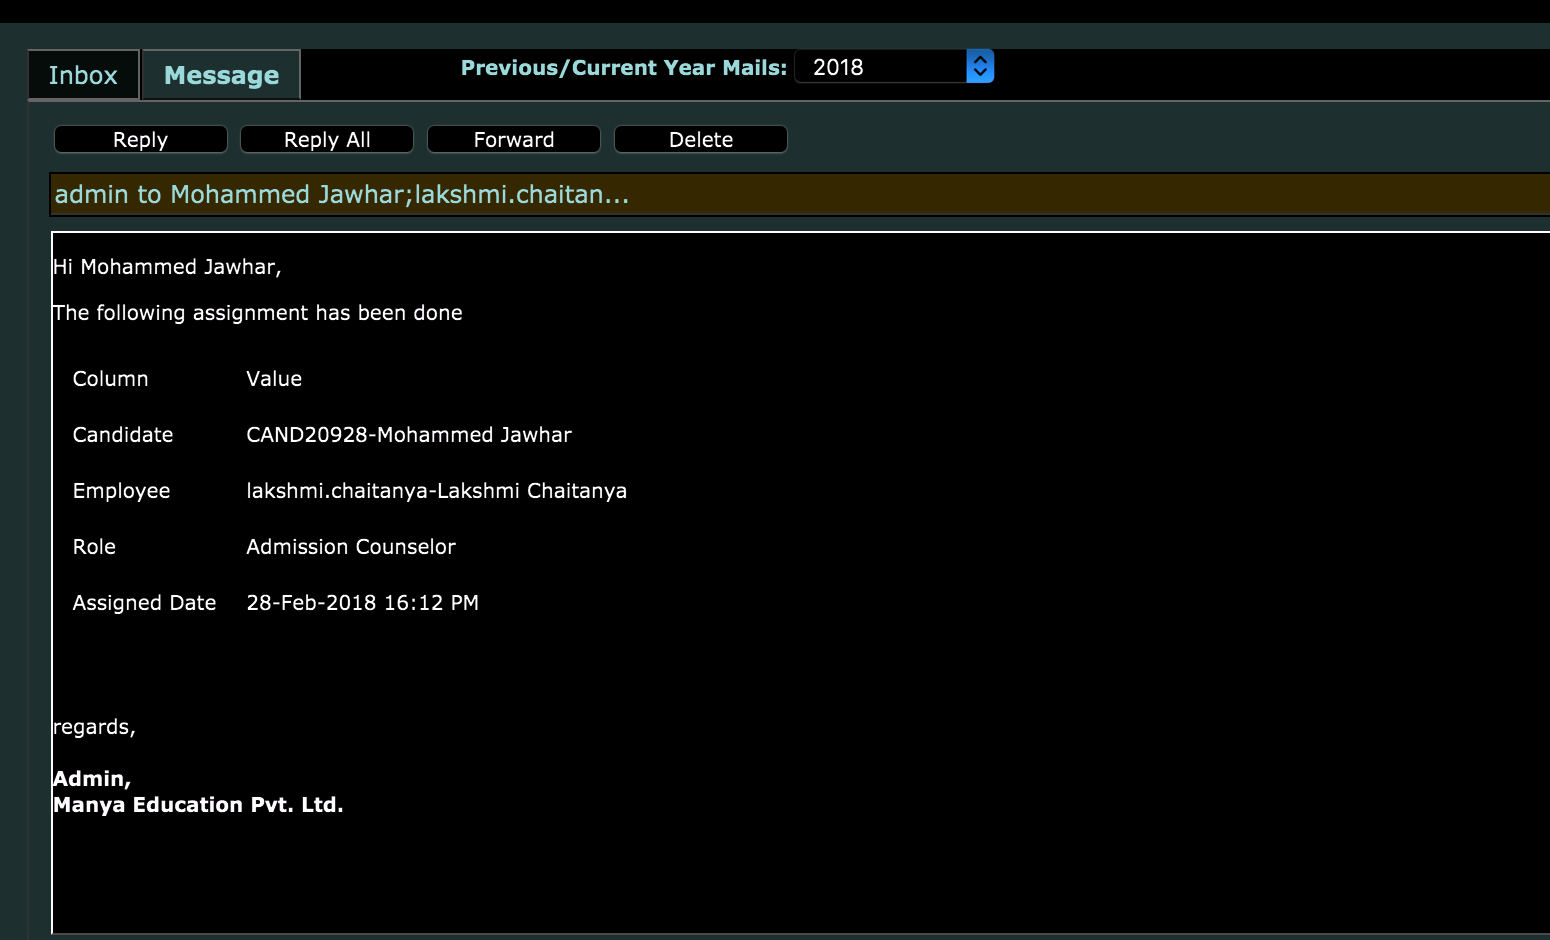 Inbox Message Previous/Current Year Mails: 2018
Reply Reply All Forward Delete
admin to Mohammed Jawhar;lakshmi.chaitan...
Hi Mohammed Jawhar,
The following assignment has been done
Column Value
Candidate CAND20928-Mohammed Jawhar
Employee lakshmi.chaitanya-Lakshmi Chaitanya
Role Admission Counselor
Assigned Date 28-Feb-2018 16:12 PM
regards,
Admin,
Manya Education Pvt. Ltd.